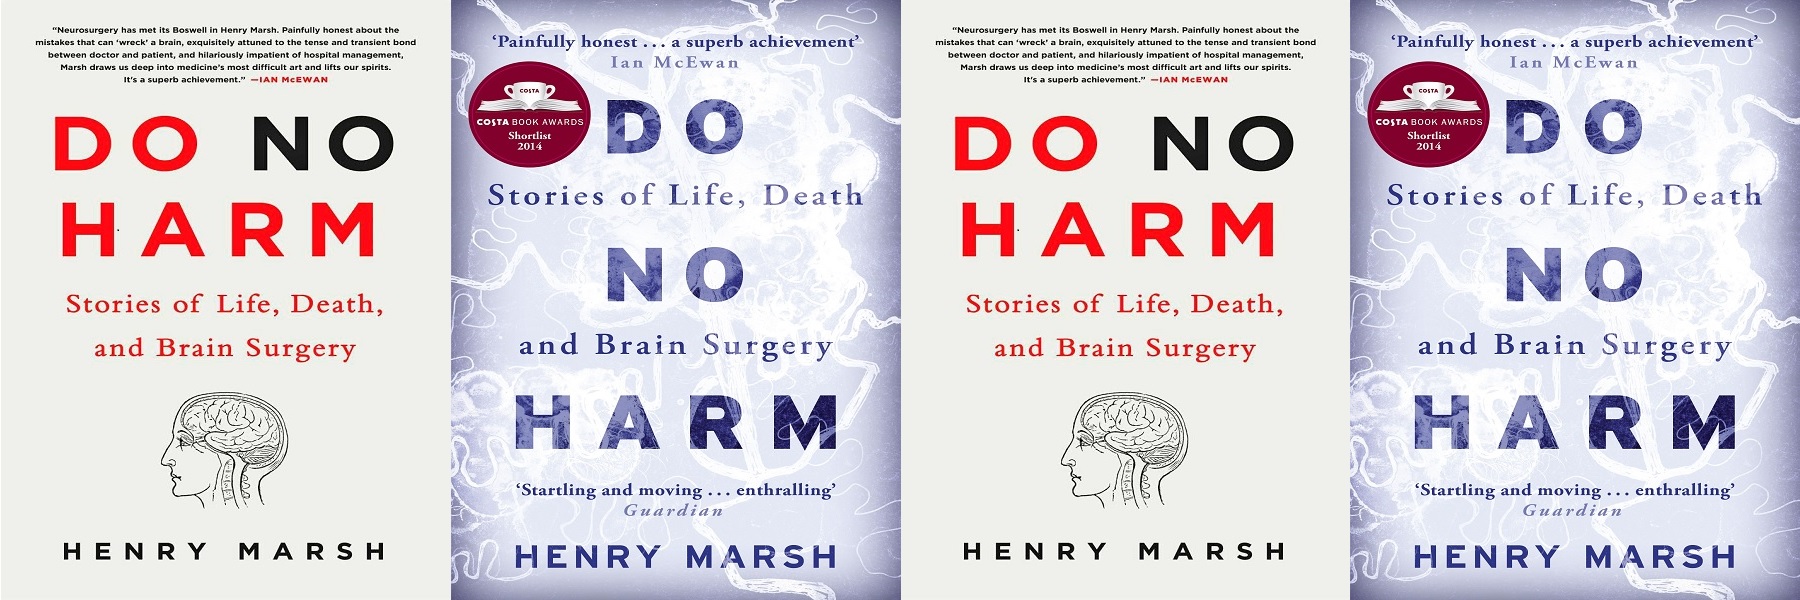 “Neurosurgery has met its Boswell in Henry Marsh. Painfully honest about the
mistakes that can ‘wreck’ a brain, exquisitely attuned to the tense and transient bond
between doctor and patient, and hilariously impatient of hospital management,
Marsh draws us deep into medicine’s most difficult art and lifts our spirits.
It’s a superb achievement.” —IAN McEWAN
DO NO
HARM
Stories of Life, Death,
and Brain Surgery
HENRY MARSH
‘Painfully honest . . . a superb achievement’
Ian McEwan
COSTA
COSTA BOOK AWARDS
Shortlist
2014
DO
Stories of Life, Death
NO
and Brain Surgery
HARM
‘Startling and moving . . . enthralling’
Guardian
HENRY MARSH
“Neurosurgery has met its Boswell in Henry Marsh. Painfully honest about the
mistakes that can ‘wreck’ a brain, exquisitely attuned to the tense and transient bond
between doctor and patient, and hilariously impatient of hospital management,
Marsh draws us deep into medicine’s most difficult art and lifts our spirits.
It’s a superb achievement.” —IAN McEWAN
DO NO
HARM
Stories of Life, Death,
and Brain Surgery
HENRY MARSH
‘Painfully honest . . . a superb achievement’
Ian McEwan
COSTA
COSTA BOOK AWARDS
Shortlist
2014
DO
Stories of Life, Death
NO
and Brain Surgery
HARM
‘Startling and moving . . . enthralling’
Guardian
HENRY MARSH